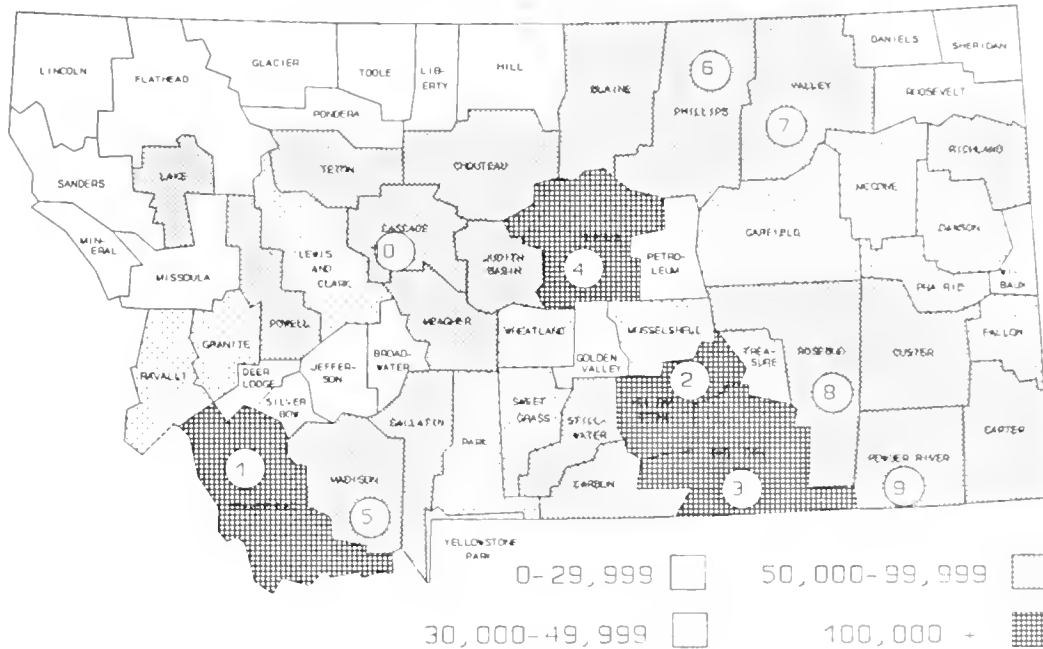 LINCOLN
FLATHEAD
GLACIER
TOOLE
LIB-
ERTY
HILL
BLAINE
6
PHILLIPS
VALLEY
7
DANIELS
SHERIDAN
ROOSEVELT
PONDERA
TETON
CHOUTEAU
SANDERS
LAKE
RICHLAND
MCCONE
MIN-
ERAL
MISSOULA
LEWIS
AND
CLARK
CASCADE
0
JUDITH
BASIN
4
PETRO-
LEUM
GARFIELD
DAWSON
WI-
BAUX
PRAIRIE
POWELL
GRANITE
MEAGHER
WHEATLAND
MUSSELSHELL
GOLDEN
VALLEY
TREA-
SURE
ROSEBUD
8
CUSTER
FALLON
RAVALLI
DEER
LODGE
JEFFER-
SON
BROAD-
WATER
SILVER
BOW
GALLATIN
PARK
SWEET
GRASS
STILL-
WATER
2
YELLOW-
STONE
CARBON
3
CARTER
POWDER RIVER
9
1
MADISON
5
YELLOWSTONE
PARK
0-29,999
50,000-99,999
30,000-49,999
100,000 +